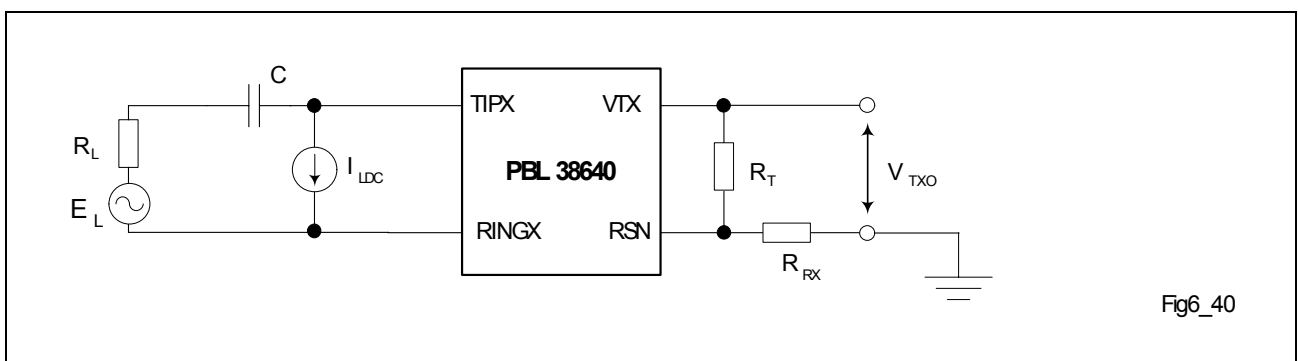 C
TIPX
VTX
R_L
I_LDC
PBL 38640
R_T
V_TXO
E_L
RINGX
RSN
R_RX
Fig6_40